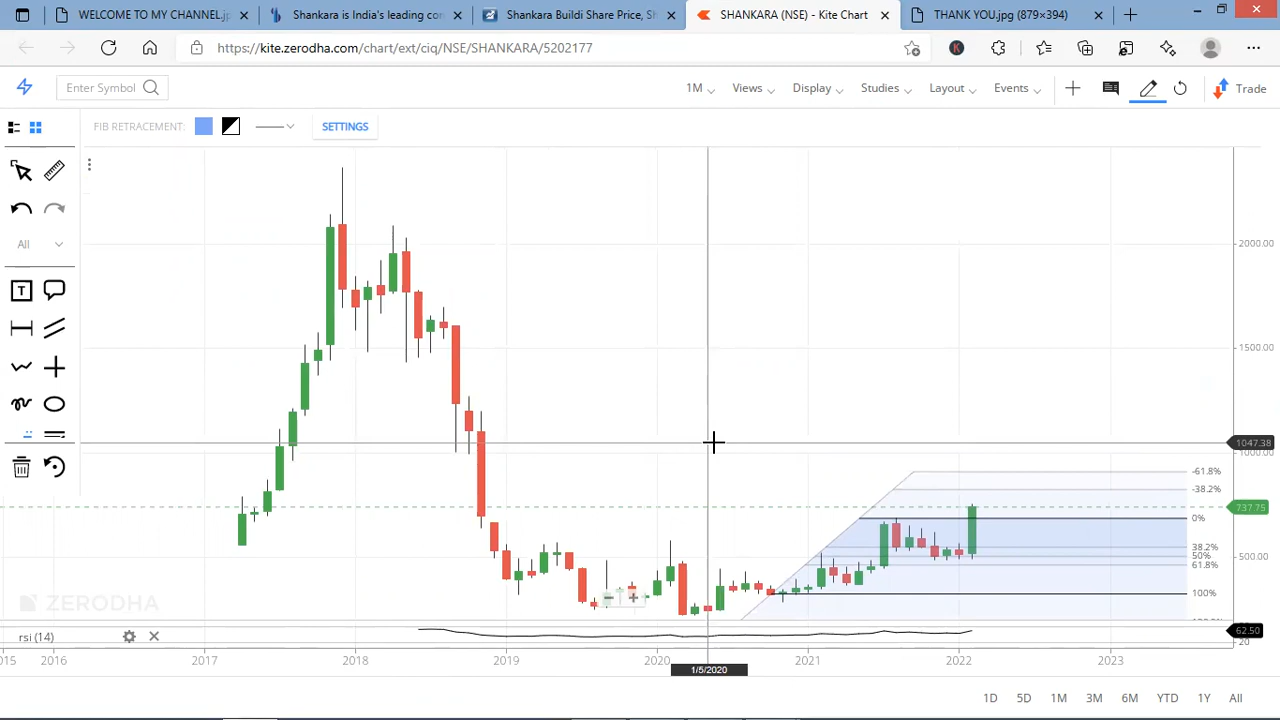 WELCOME TO MY CHANNEL.jp
Shankara is India's leading con
Shankara Buildi Share Price, Sh
SHANKARA (NSE) - Kite Chart
THANK YOU.jpg (879×394)
https://kite.zerodha.com/chart/ext/ciq/NSE/SHANKARA/5202177
K
Enter Symbol
1M
Views
Display
Studies
Layout
Events
Trade
FIB RETRACEMENT:
SETTINGS
All
T
2000.00
1500.00
1047.38
1000.00
-61.8%
-38.2%
737.75
0%
38.2%
50%
500.00
61.8%
100%
ZERODHA
rsi (14)
62.50
20
2016
2017
2018
2019
2020
2021
2022
2023
1/5/2020
1D
5D
1M
3M
6M
YTD
1Y
All